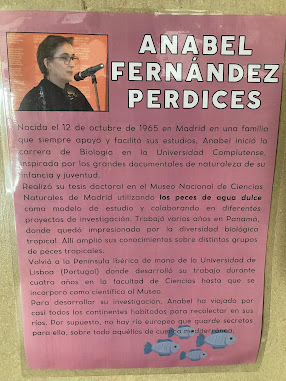 ANABEL
FERNÁNDEZ
PERDICES
Nacida el 12 de octubre de 1965 en Madrid en una familia
que siempre apoyó y facilitó sus estudios, Anabel inició la
carrera de Biología en la Universidad Complutense,
inspirada por los grandes documentales de naturaleza de su
infancia y juventud.
Realizó su tesis doctoral en el Museo Nacional de Ciencias
Naturales de Madrid utilizando los peces de agua dulce
como modelo de estudio y colaborando en diferentes
proyectos de investigación. Trabajó varios años en Panamá,
donde quedó impresionada por la diversidad biológica
tropical. Allí amplió sus conocimientos sobre distintos grupos
de peces tropicales.
Volvió a la Península Ibérica de mano de la Universidad de
Lisboa (Portugal) donde desarrolló su trabajo durante
cuatro años en la facultad de Ciencias hasta que se
incorporó como científica al Museo.
Para desarrollar su investigación, Anabel ha viajado por
casi todos los continentes habitados para recolectar en sus
ríos. Por supuesto, no hay río europeo que guarde secretos
para ella, sobre todo aquéllos de cuenca mediterránea.